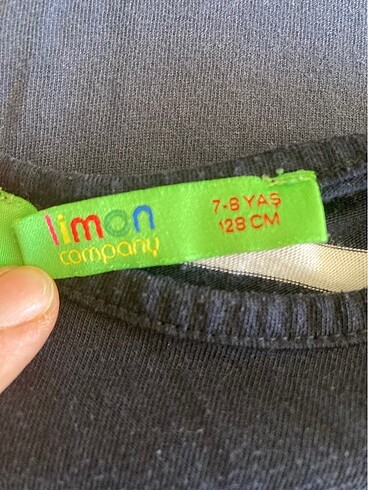 limon
company
7-8 YAŞ
128 CM